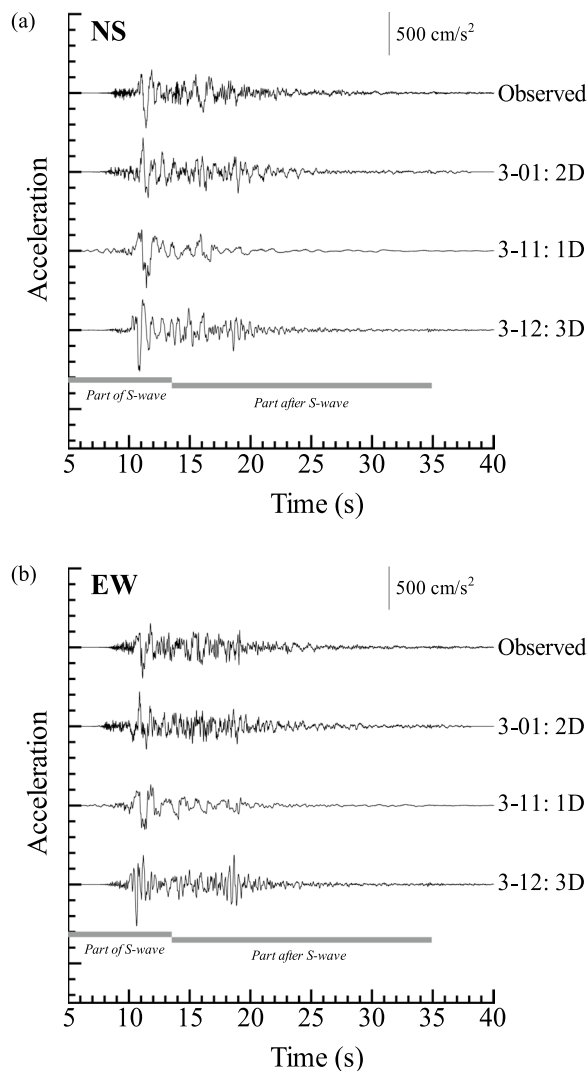 (a)
NS
500 cm/s²
Observed
3-01: 2D
3-11: 1D
3-12: 3D
Acceleration
Part of S-wave
Part after S-wave
5 10 15 20 25 30 35 40
Time (s)
(b)
EW
500 cm/s²
Observed
3-01: 2D
3-11: 1D
3-12: 3D
Acceleration
Part of S-wave
Part after S-wave
5 10 15 20 25 30 35 40
Time (s)